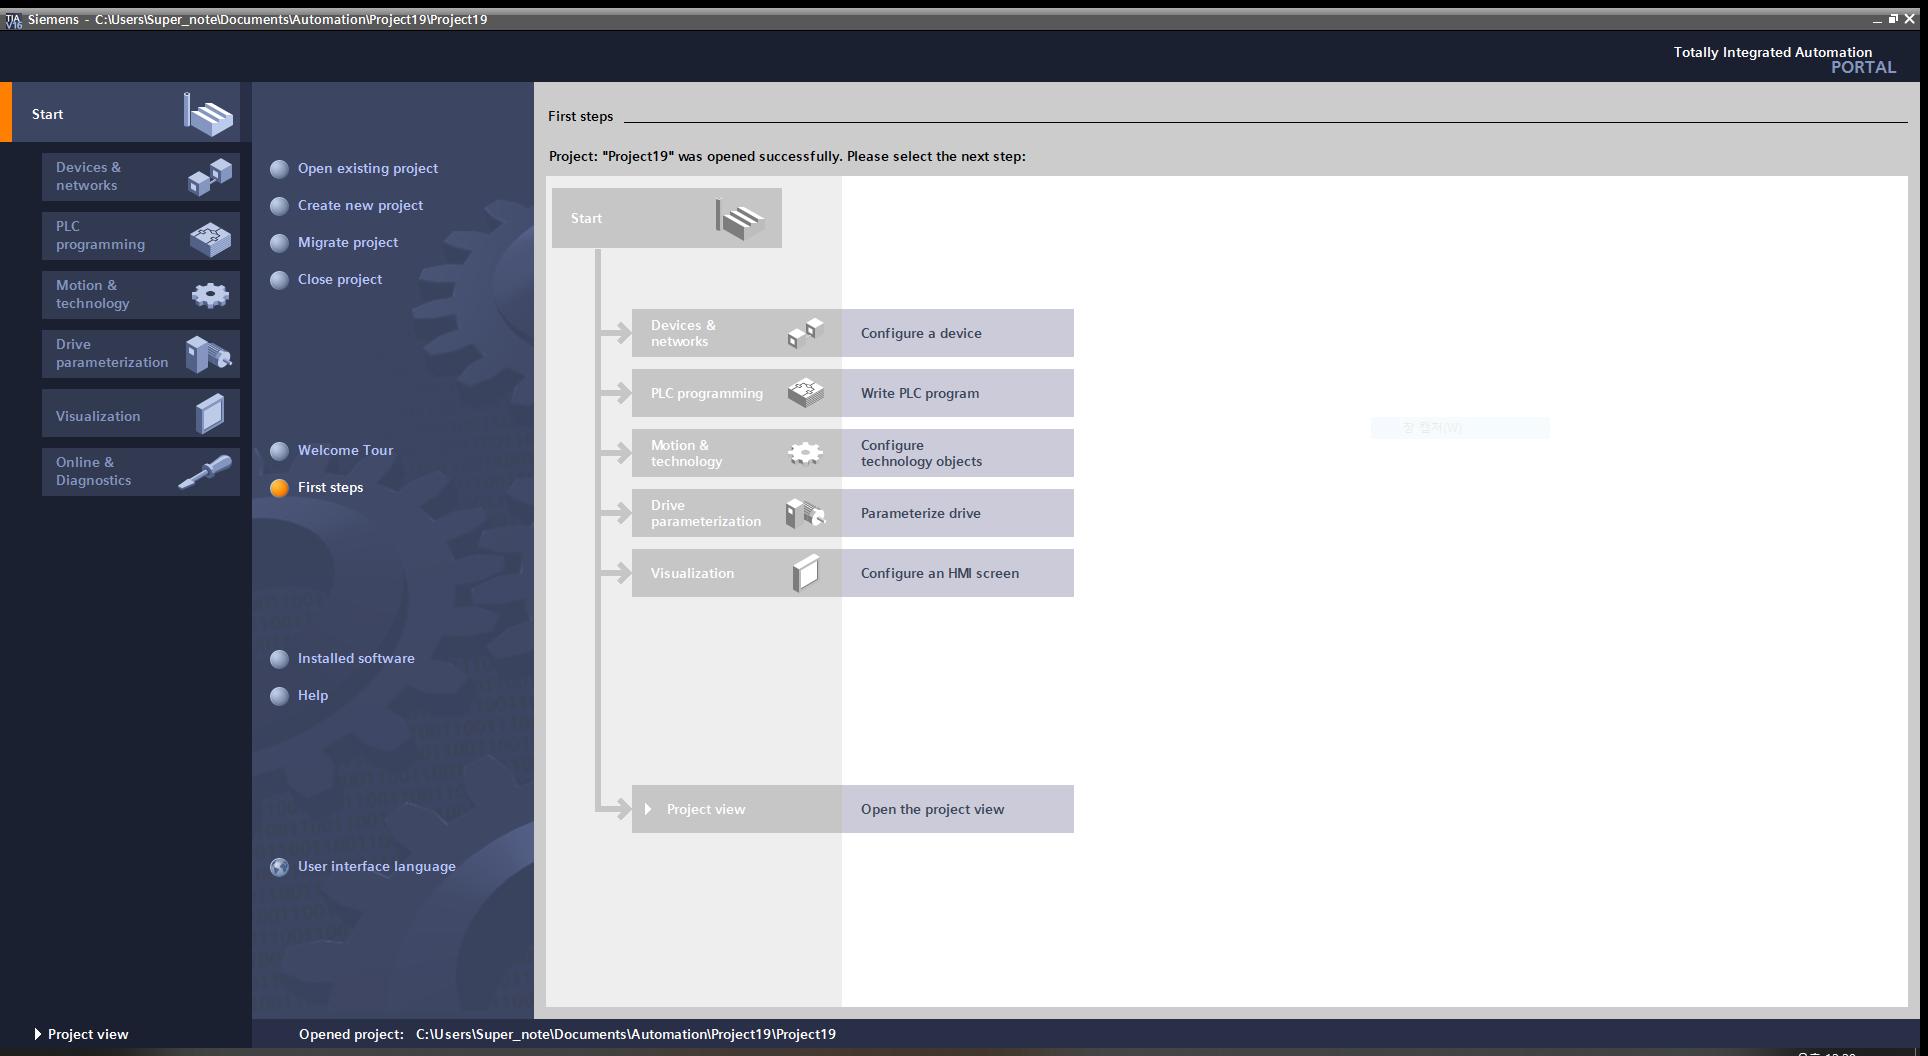 TIA
V16
Siemens - C:\Users\Super_note\Documents\Automation\Project19\Project19
Totally Integrated Automation
PORTAL
Start
Devices &
networks
PLC
programming
Motion &
technology
Drive
parameterization
Visualization
Online &
Diagnostics
Open existing project
Create new project
Migrate project
Close project
Welcome Tour
First steps
Installed software
Help
User interface language
First steps
Project: "Project19" was opened successfully. Please select the next step:
Start
Devices &
networks
Configure a device
PLC programming
Write PLC program
Motion &
technology
Configure
technology objects
Drive
parameterization
Parameterize drive
Visualization
Configure an HMI screen
창 캡처(W)
Project view
Open the project view
Project view
Opened project: C:\Users\Super_note\Documents\Automation\Project19\Project19